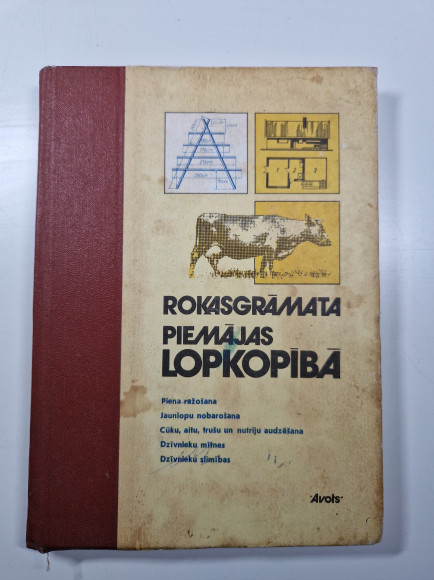 ROKASGRĀMATA
PIEMĀJAS
LOPKOPĪBĀ
Piena ražošana
Jaunlopu nobarošana
Cūku, aitu, trušu un nutriju audzēšana
Dzīvnieku mītnes
Dzīvnieku slimības
·Avots·